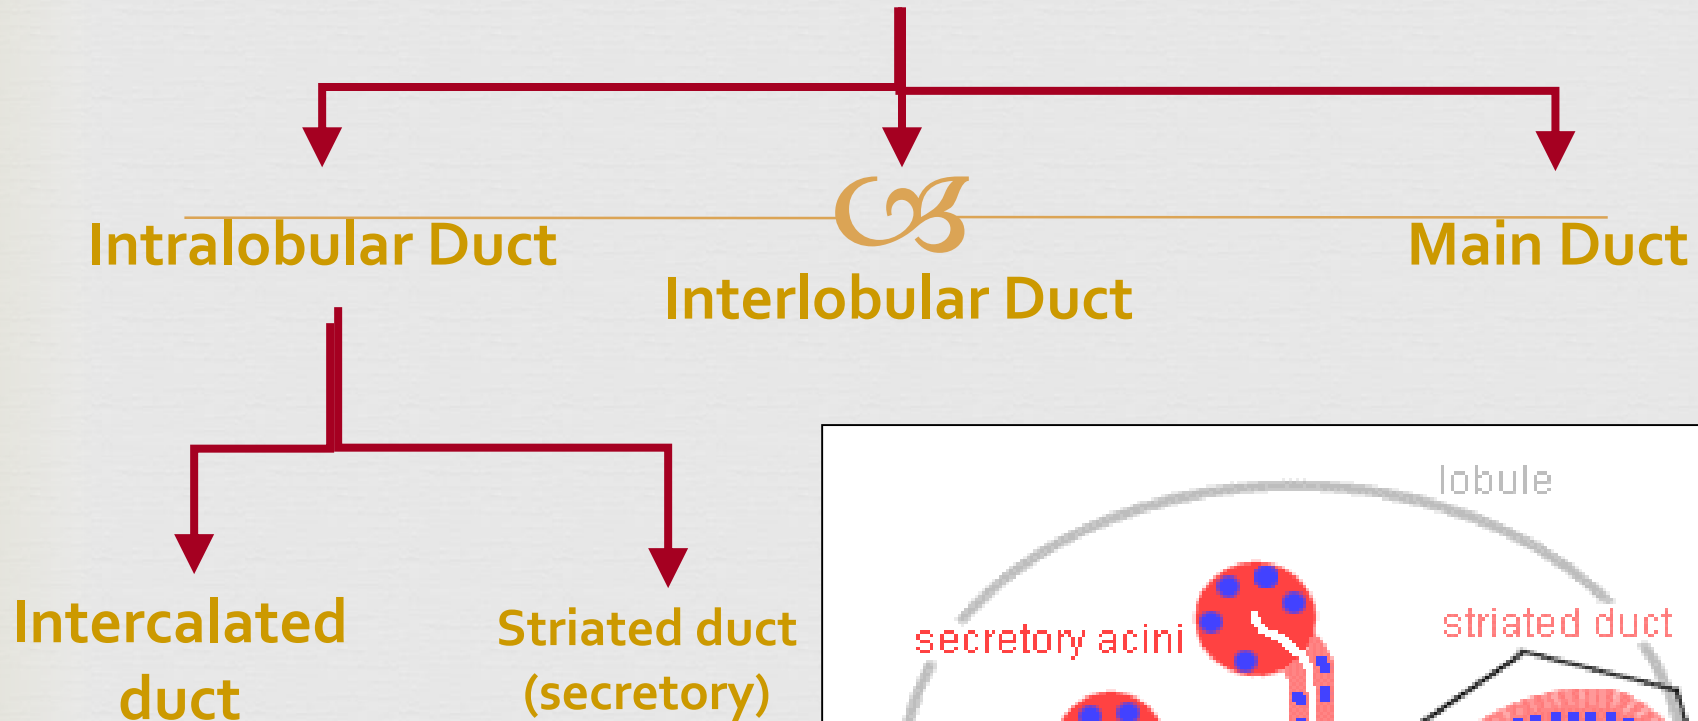 Intralobular Duct
Main Duct
Interlobular Duct
Intercalated
duct
Striated duct
(secretory)
lobule
secretory acini
striated duct